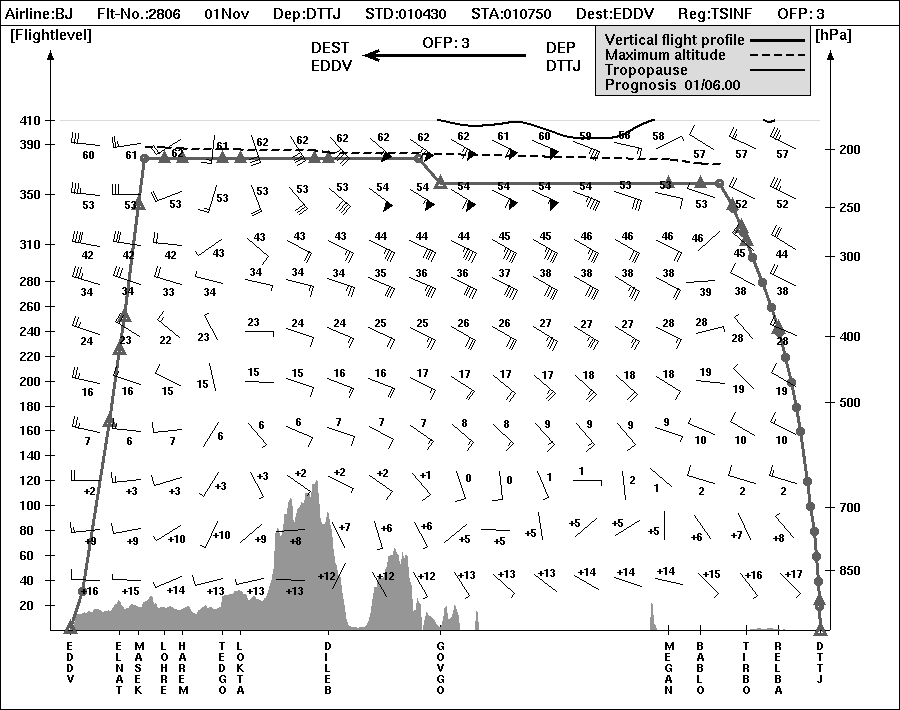 Airline:BJ Flt-No.:2806 01Nov Dep:DTTJ STD:010430 STA:010750 Dest:EDDV Reg:TSINF OFP: 3
[Flightlevel] DEST EDDV OFP: 3 DEP DTTJ [hPa]
Vertical flight profile
Maximum altitude
Tropopause
Prognosis 01/06.00
410
62 62 62 62 62 61 60 59 58 58
390 60 61 62 61 57 57 57 200
54 54 54 54 54 53 53
350 53 53 53 53 53 53 54 53 52 52 250
43 43 43 44 44 44 45 45 46 46 46 46
310 42 42 42 43 45 44 300
34 34 34 35 36 36 37 38 38 38 38
280 34 34 33 34 39 38 38
260
23 24 24 25 25 26 26 27 27 27 28 28
240 24 23 22 23 28 28 400
220
15 15 16 16 17 17 17 17 18 18 18 19
200 16 16 15 15 19 19
180 500
6 6 7 7 8 8 9 9 9
160 7 6 7 6 10 10 10
140
+3 +2 +2 +2 +1 0 0 1 1 2
120 +2 +3 +3 +3 1 2 2 2
100 700
+7 +6 +6 +5 +5
80 +9 +9 +10 +10 +9 +8 +5 +5 +5 +5 +6 +7 +8
60
+12 +12 +12 +13 +13 +13 +14 +14 +14 +15 +16 +17 850
40 +16 +15 +14 +13 +13 +13
20
EDDV ELNAT MASEK LOHRE HAREM TEDGO LOKTA DILEB GOVGO MEGAN BABLO TIRBO RELBA DTTJ